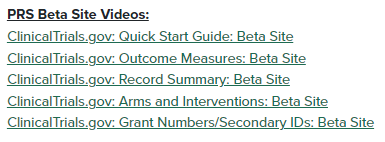 PRS Beta Site Videos:
ClinicalTrials.gov: Quick Start Guide: Beta Site
ClinicalTrials.gov: Outcome Measures: Beta Site
ClinicalTrials.gov: Record Summary: Beta Site
ClinicalTrials.gov: Arms and Interventions: Beta Site
ClinicalTrials.gov: Grant Numbers/Secondary IDs: Beta Site